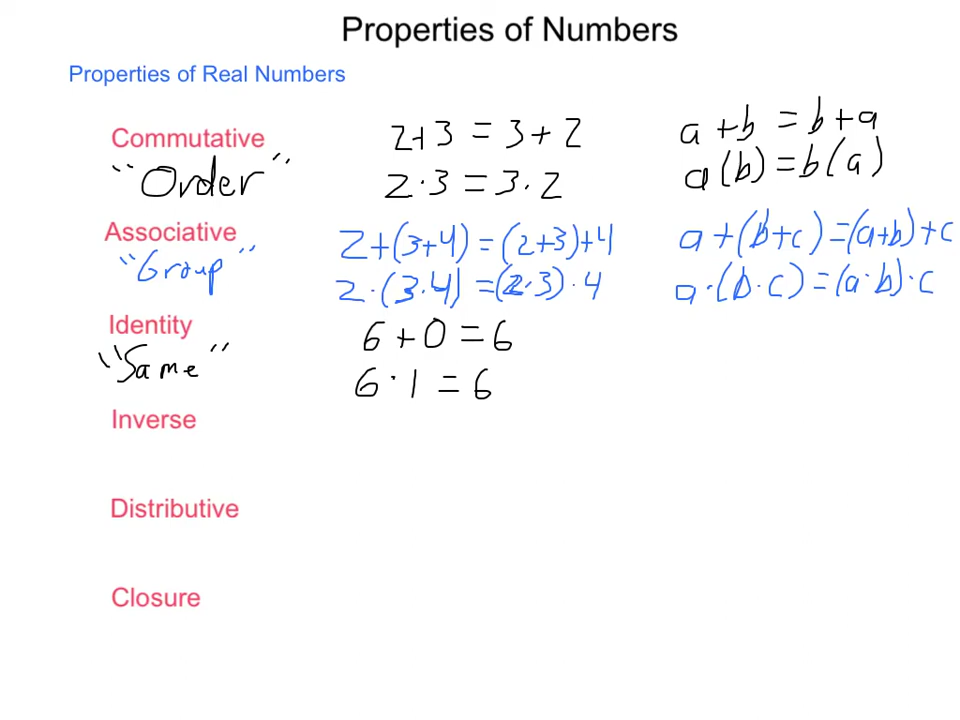 Properties of Numbers
Properties of Real Numbers
Commutative
"Order"
2+3 = 3+2
2·3 = 3·2
a+b = b+a
a(b) = b(a)
Associative
"Group"
2+(3+4)=(2+3)+4
2·(3·4)=(2·3)·4
a+(b+c)=(a+b)+c
a·(b·c)=(a·b)·c
Identity
"Same"
6+0=6
6·1=6
Inverse
Distributive
Closure